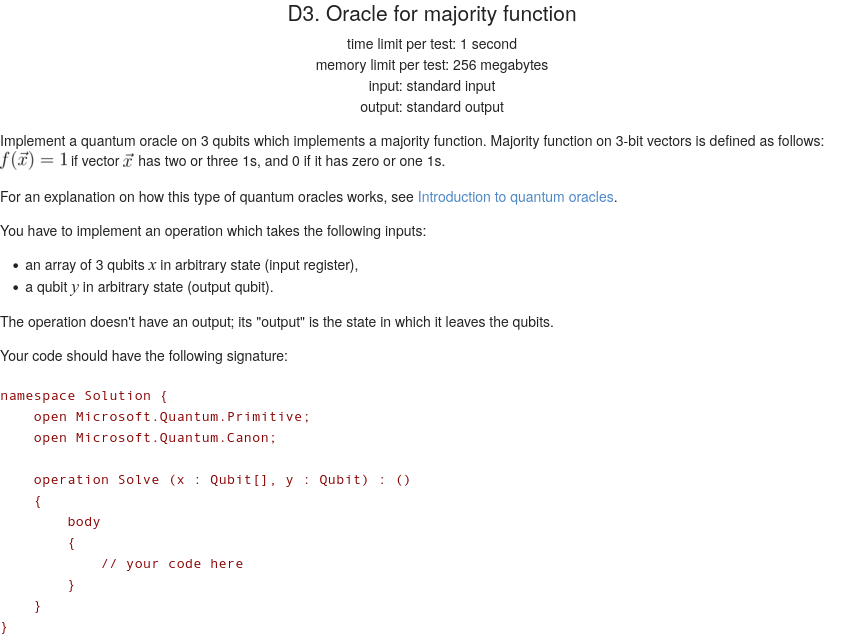 D3. Oracle for majority function
time limit per test: 1 second
memory limit per test: 256 megabytes
input: standard input
output: standard output
Implement a quantum oracle on 3 qubits which implements a majority function. Majority function on 3-bit vectors is defined as follows:
f(x⃗) = 1 if vector x⃗ has two or three 1s, and 0 if it has zero or one 1s.
For an explanation on how this type of quantum oracles works, see Introduction to quantum oracles.
You have to implement an operation which takes the following inputs:
• an array of 3 qubits x in arbitrary state (input register),
• a qubit y in arbitrary state (output qubit).
The operation doesn't have an output; its "output" is the state in which it leaves the qubits.
Your code should have the following signature:
namespace Solution {
    open Microsoft.Quantum.Primitive;
    open Microsoft.Quantum.Canon;
    operation Solve (x : Qubit[], y : Qubit) : ()
    {
        body
        {
            // your code here
        }
    }
}